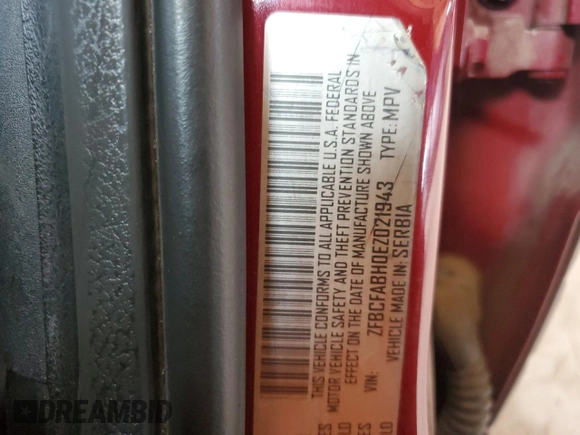 THIS VEHICLE CONFORMS TO ALL APPLICABLE U.S.A. FEDERAL
MOTOR VEHICLE SAFETY AND THEFT PREVENTION STANDARDS IN
EFFECT ON THE DATE OF MANUFACTURE SHOWN ABOVE
VIN: ZFBCFABH0EZ021943 TYPE: MPV
VEHICLE MADE IN: SERBIA
DREAMBID